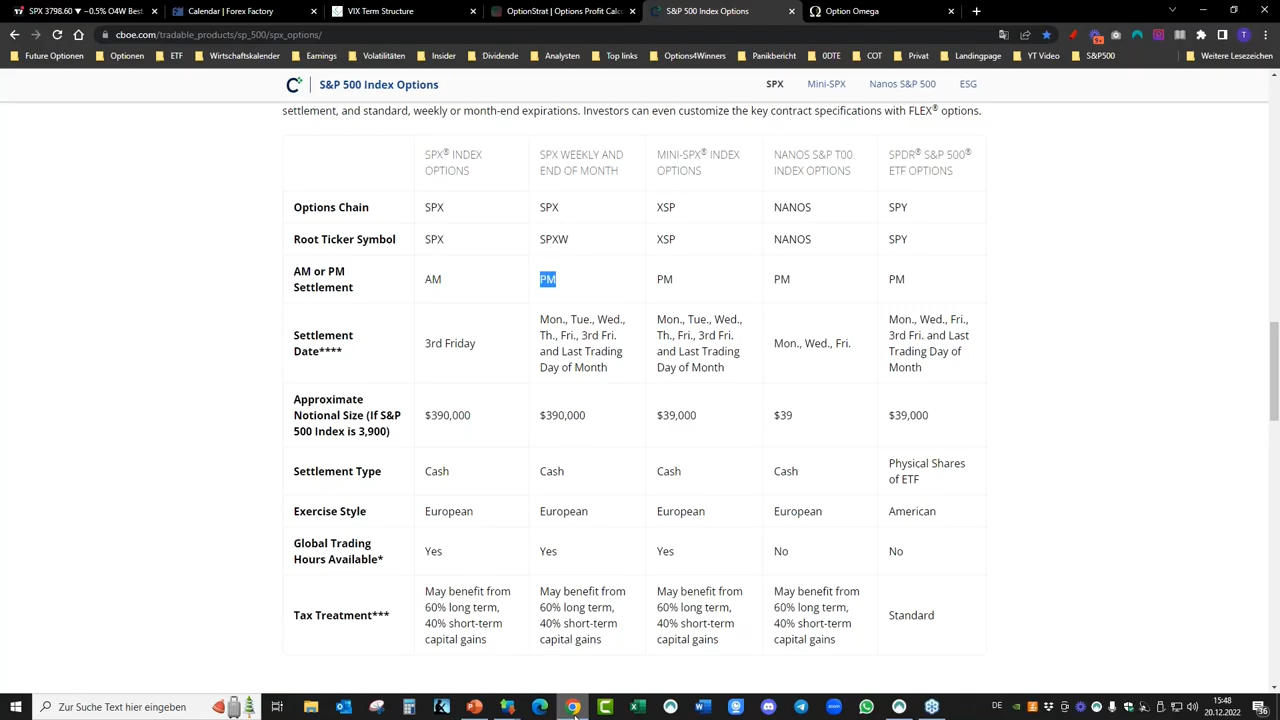 SPX 3798.60 ▼ −0.5% O4W Best
Calendar | Forex Factory
VIX Term Structure
OptionStrat | Options Profit Calc
S&P 500 Index Options
Option Omega
cboe.com/tradable_products/sp_500/spx_options/
Future Optionen
Optionen
ETF
Wirtschaftskalender
Earnings
Volatilitäten
Insider
Dividende
Analysten
Top links
Options4Winners
Panikbericht
0DTE
COT
Privat
Landingpage
YT Video
S&P500
Weitere Lesezeichen
S&P 500 Index Options
SPX
Mini-SPX
Nanos S&P 500
ESG
settlement, and standard, weekly or month-end expirations. Investors can even customize the key contract specifications with FLEX® options.
SPX® INDEX
OPTIONS
SPX WEEKLY AND
END OF MONTH
MINI-SPX® INDEX
OPTIONS
NANOS S&P T00
INDEX OPTIONS
SPDR® S&P 500®
ETF OPTIONS
Options Chain
SPX
SPX
XSP
NANOS
SPY
Root Ticker Symbol
SPX
SPXW
XSP
NANOS
SPY
AM or PM
Settlement
AM
PM
PM
PM
PM
Settlement
Date****
3rd Friday
Mon., Tue., Wed.,
Th., Fri., 3rd Fri.
and Last Trading
Day of Month
Mon., Tue., Wed.,
Th., Fri., 3rd Fri.
and Last Trading
Day of Month
Mon., Wed., Fri.
Mon., Wed., Fri.,
3rd Fri. and Last
Trading Day of
Month
Approximate
Notional Size (If S&P
500 Index is 3,900)
$390,000
$390,000
$39,000
$39
$39,000
Settlement Type
Cash
Cash
Cash
Cash
Physical Shares
of ETF
Exercise Style
European
European
European
European
American
Global Trading
Hours Available*
Yes
Yes
Yes
No
No
Tax Treatment***
May benefit from
60% long term,
40% short-term
capital gains
May benefit from
60% long term,
40% short-term
capital gains
May benefit from
60% long term,
40% short-term
capital gains
May benefit from
60% long term,
40% short-term
capital gains
Standard
Zur Suche Text hier eingeben
DE
15:48
20.12.2022